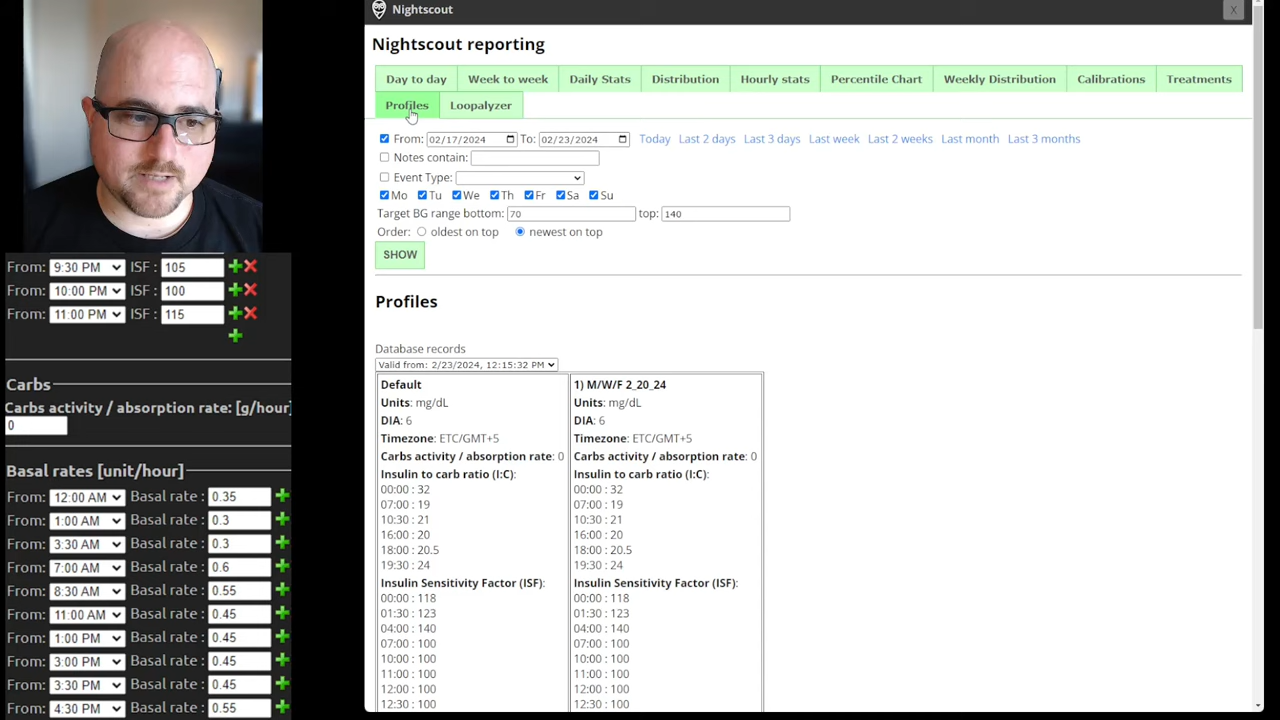 Nightscout
X
Nightscout reporting
Day to day
Week to week
Daily Stats
Distribution
Hourly stats
Percentile Chart
Weekly Distribution
Calibrations
Treatments
Profiles
Loopalyzer
From: 02/17/2024 To: 02/23/2024 Today Last 2 days Last 3 days Last week Last 2 weeks Last month Last 3 months
Notes contain:
Event Type:
Mo Tu We Th Fr Sa Su
Target BG range bottom: 70 top: 140
Order: oldest on top newest on top
SHOW
Profiles
Database records
Valid from: 2/23/2024, 12:15:32 PM
Default
Units: mg/dL
DIA: 6
Timezone: ETC/GMT+5
Carbs activity / absorption rate: 0
Insulin to carb ratio (I:C):
00:00 : 32
07:00 : 19
10:30 : 21
16:00 : 20
18:00 : 20.5
19:30 : 24
Insulin Sensitivity Factor (ISF):
00:00 : 118
01:30 : 123
04:00 : 140
07:00 : 100
10:00 : 100
11:00 : 100
12:00 : 100
12:30 : 100
1) M/W/F 2_20_24
Units: mg/dL
DIA: 6
Timezone: ETC/GMT+5
Carbs activity / absorption rate: 0
Insulin to carb ratio (I:C):
00:00 : 32
07:00 : 19
10:30 : 21
16:00 : 20
18:00 : 20.5
19:30 : 24
Insulin Sensitivity Factor (ISF):
00:00 : 118
01:30 : 123
04:00 : 140
07:00 : 100
10:00 : 100
11:00 : 100
12:00 : 100
12:30 : 100
From: 9:30 PM ISF : 105
From: 10:00 PM ISF : 100
From: 11:00 PM ISF : 115
Carbs
Carbs activity / absorption rate: [g/hour]
0
Basal rates [unit/hour]
From: 12:00 AM Basal rate : 0.35
From: 1:00 AM Basal rate : 0.3
From: 3:30 AM Basal rate : 0.3
From: 7:00 AM Basal rate : 0.6
From: 8:30 AM Basal rate : 0.55
From: 11:00 AM Basal rate : 0.45
From: 1:00 PM Basal rate : 0.45
From: 3:00 PM Basal rate : 0.45
From: 3:30 PM Basal rate : 0.45
From: 4:30 PM Basal rate : 0.55